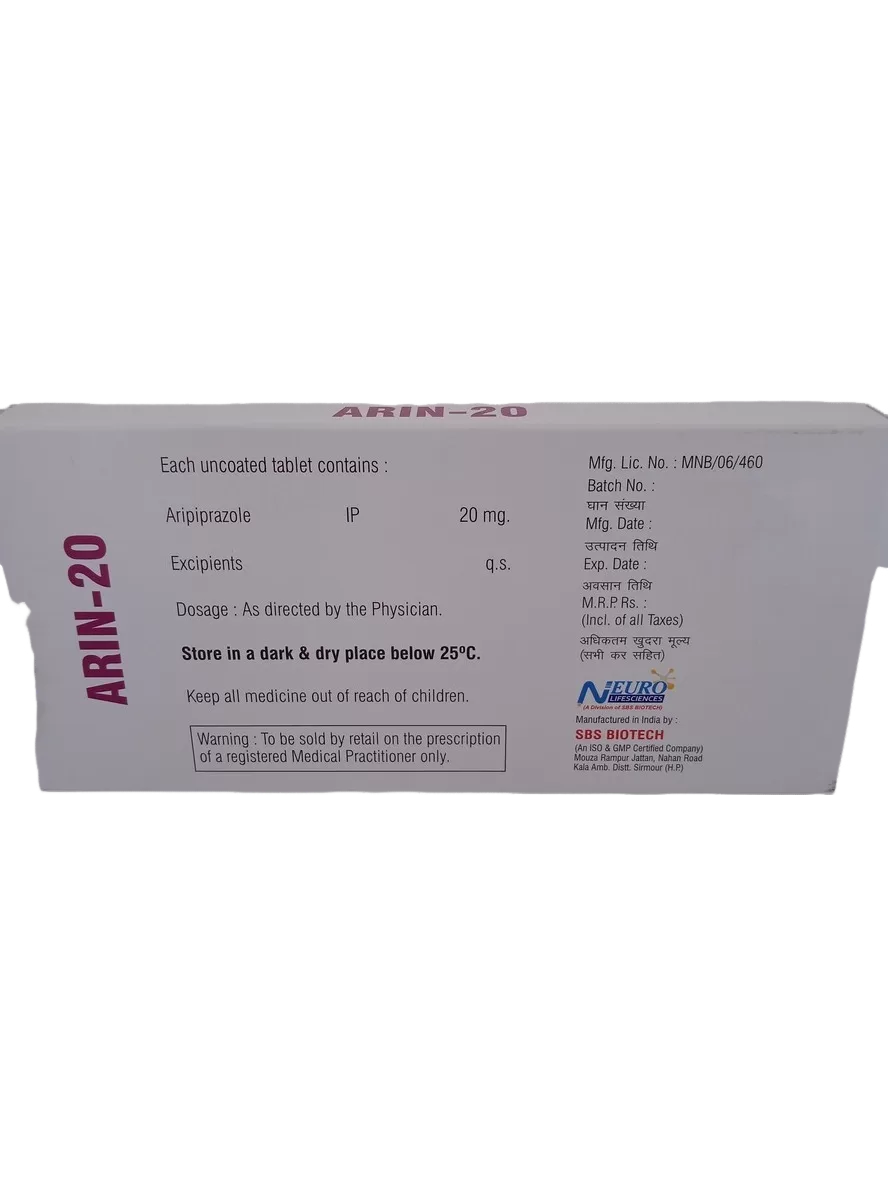 ARIN-20
ARIN-20
Each uncoated tablet contains :
Aripiprazole IP 20 mg.
Excipients q.s.
Dosage : As directed by the Physician.
Store in a dark & dry place below 25ºC.
Keep all medicine out of reach of children.
Warning : To be sold by retail on the prescription
of a registered Medical Practitioner only.
Mfg. Lic. No. : MNB/06/460
Batch No. :
घान संख्या
Mfg. Date :
उत्पादन तिथि
Exp. Date :
अवसान तिथि
M.R.P. Rs. :
(Incl. of all Taxes)
अधिकतम खुदरा मूल्य
(सभी कर सहित)
NEURO
LIFESCIENCES
(A Division of SBS BIOTECH)
Manufactured in India by :
SBS BIOTECH
(An ISO & GMP Certified Company)
Mouza Rampur Jattan, Nahan Road
Kala Amb. Distt. Sirmour (H.P.)